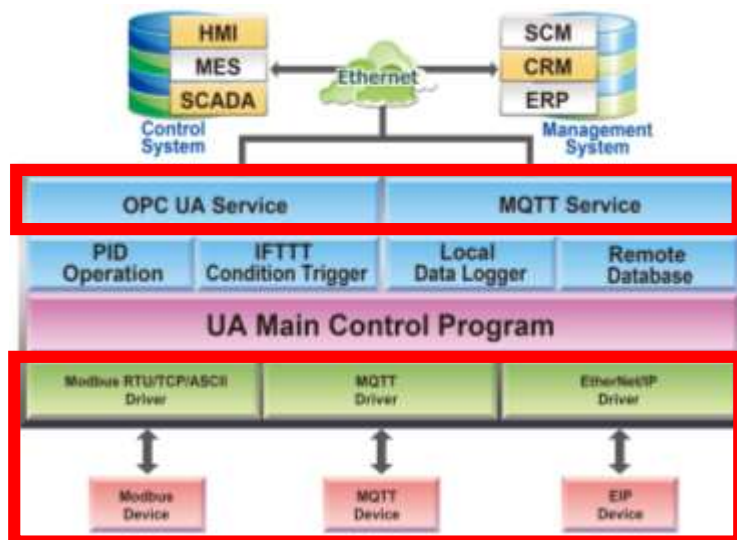 HMI
MES
SCADA
Control
System
Ethernet
SCM
CRM
ERP
Management
System
OPC UA Service
MQTT Service
PID
Operation
IFTTT
Condition Trigger
Local
Data Logger
Remote
Database
UA Main Control Program
Modbus RTU/TCP/ASCII
Driver
MQTT
Driver
EtherNet/IP
Driver
Modbus
Device
MQTT
Device
EIP
Device